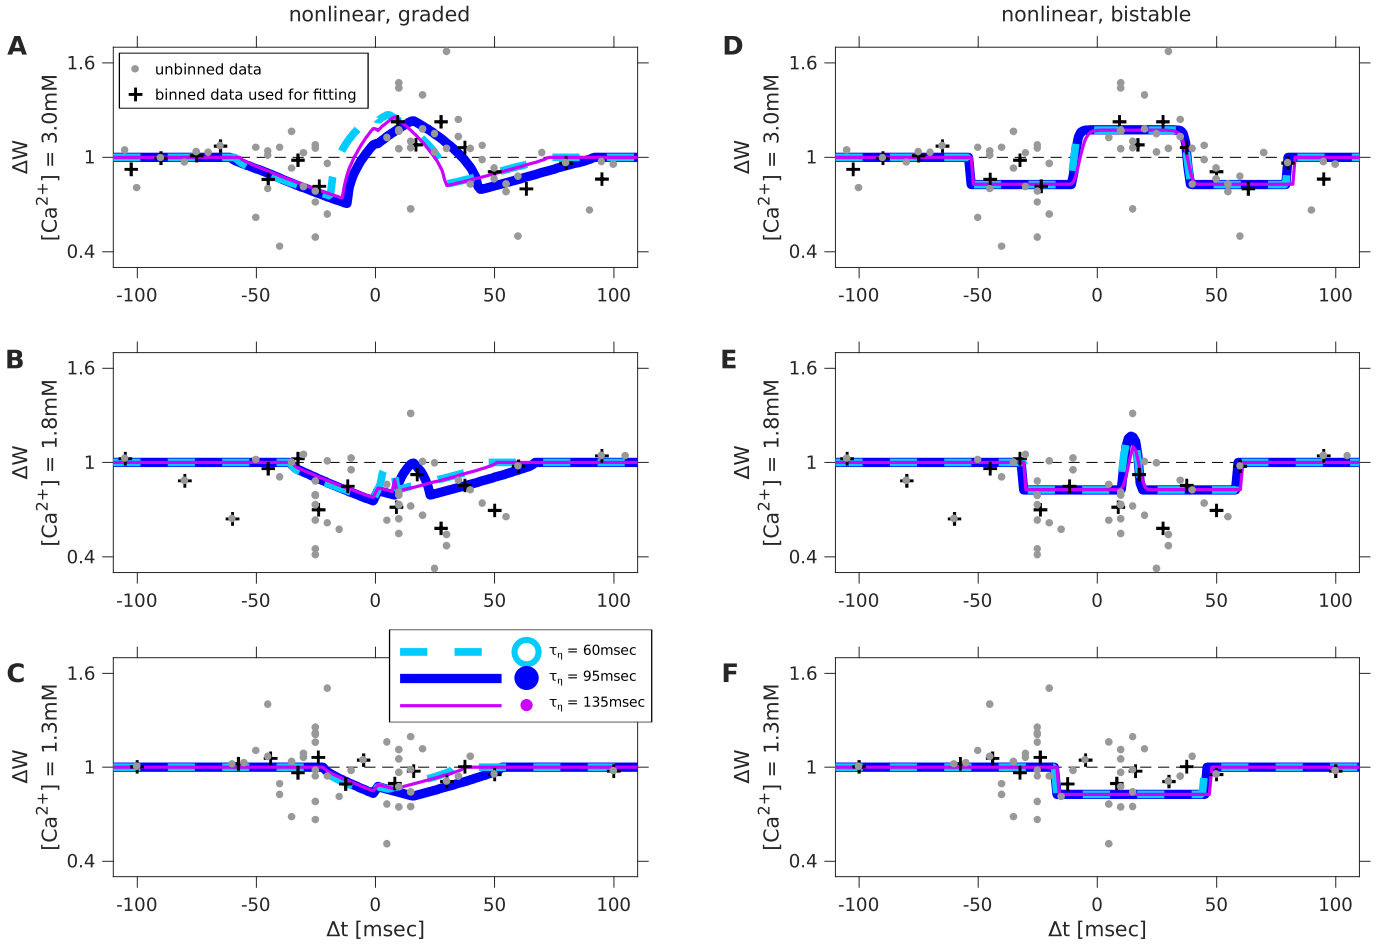 nonlinear, graded
nonlinear, bistable
A
ΔW
[Ca²⁺] = 3.0mM
1.6
1
0.4
unbinned data
binned data used for fitting
-100
-50
0
50
100
D
ΔW
[Ca²⁺] = 3.0mM
1.6
1
0.4
-100
-50
0
50
100
B
ΔW
[Ca²⁺] = 1.8mM
1.6
1
0.4
-100
-50
0
50
100
E
ΔW
[Ca²⁺] = 1.8mM
1.6
1
0.4
-100
-50
0
50
100
C
ΔW
[Ca²⁺] = 1.3mM
1.6
1
0.4
τη = 60msec
τη = 95msec
τη = 135msec
-100
-50
0
50
100
Δt [msec]
F
ΔW
[Ca²⁺] = 1.3mM
1.6
1
0.4
-100
-50
0
50
100
Δt [msec]